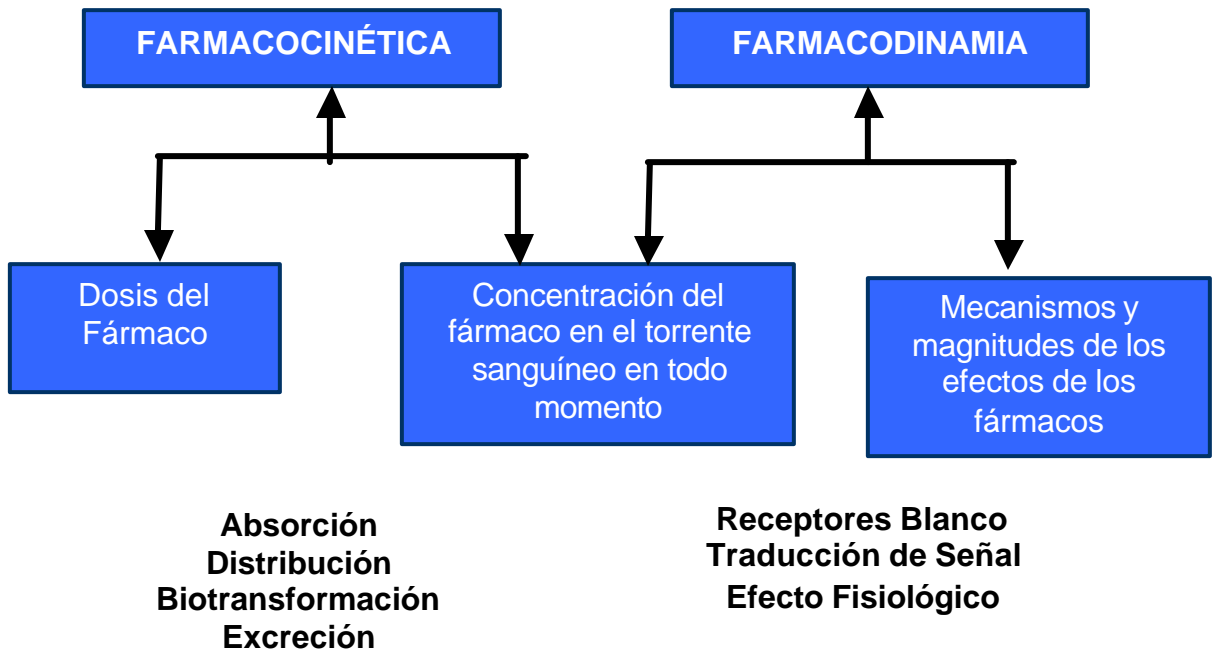 FARMACOCINÉTICA
FARMACODINAMIA
Dosis del
Fármaco
Concentración del
fármaco en el torrente
sanguíneo en todo
momento
Mecanismos y
magnitudes de los
efectos de los
fármacos
Absorción
Distribución
Biotransformación
Excreción
Receptores Blanco
Traducción de Señal
Efecto Fisiológico